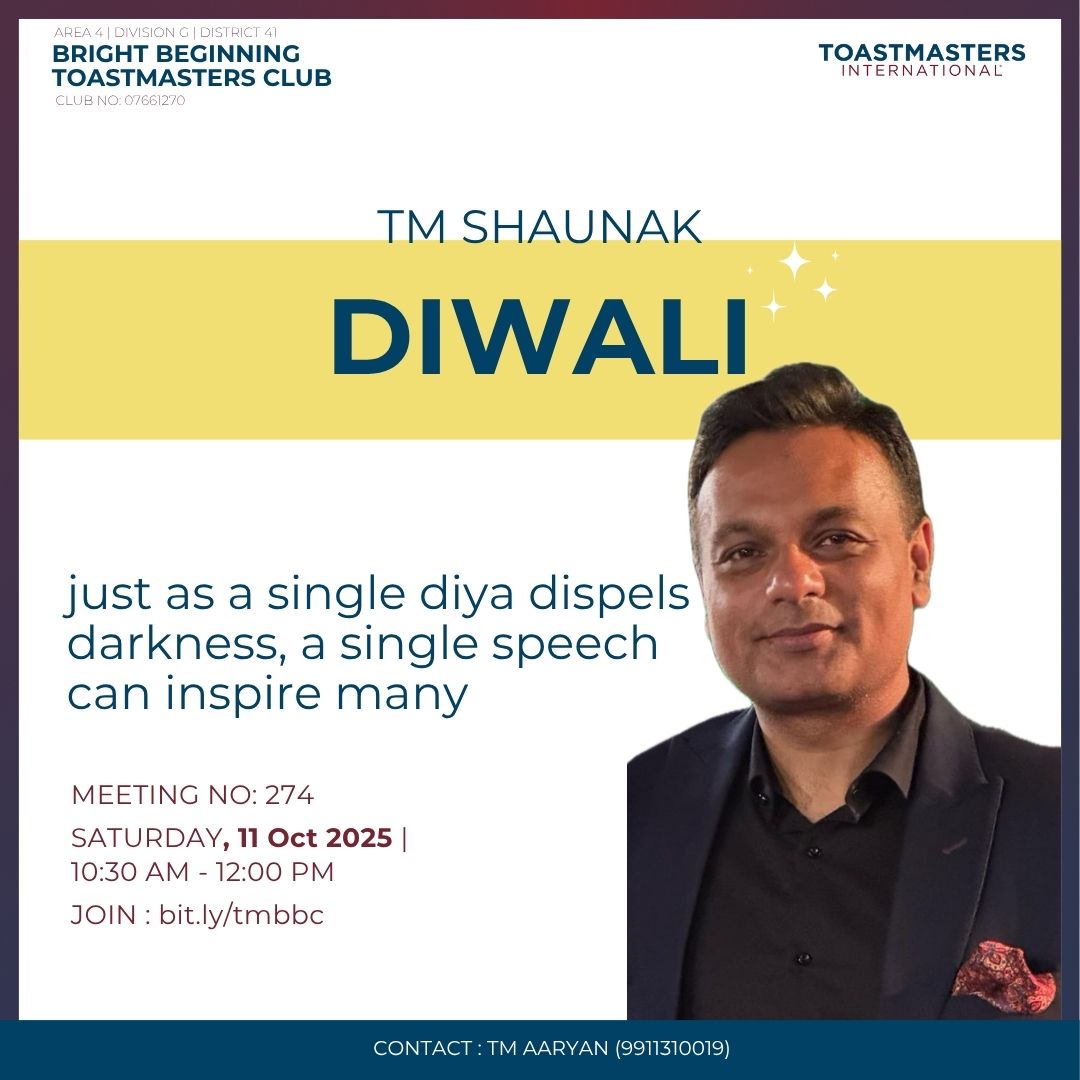 AREA 4 | DIVISION G | DISTRICT 41
BRIGHT BEGINNING
TOASTMASTERS CLUB
CLUB NO: 07661270
TOASTMASTERS
INTERNATIONAL
TM SHAUNAK
DIWALI
just as a single diya dispels
darkness, a single speech
can inspire many
MEETING NO: 274
SATURDAY, 11 Oct 2025 |
10:30 AM - 12:00 PM
JOIN : bit.ly/tmbbc
CONTACT : TM AARYAN (9911310019)